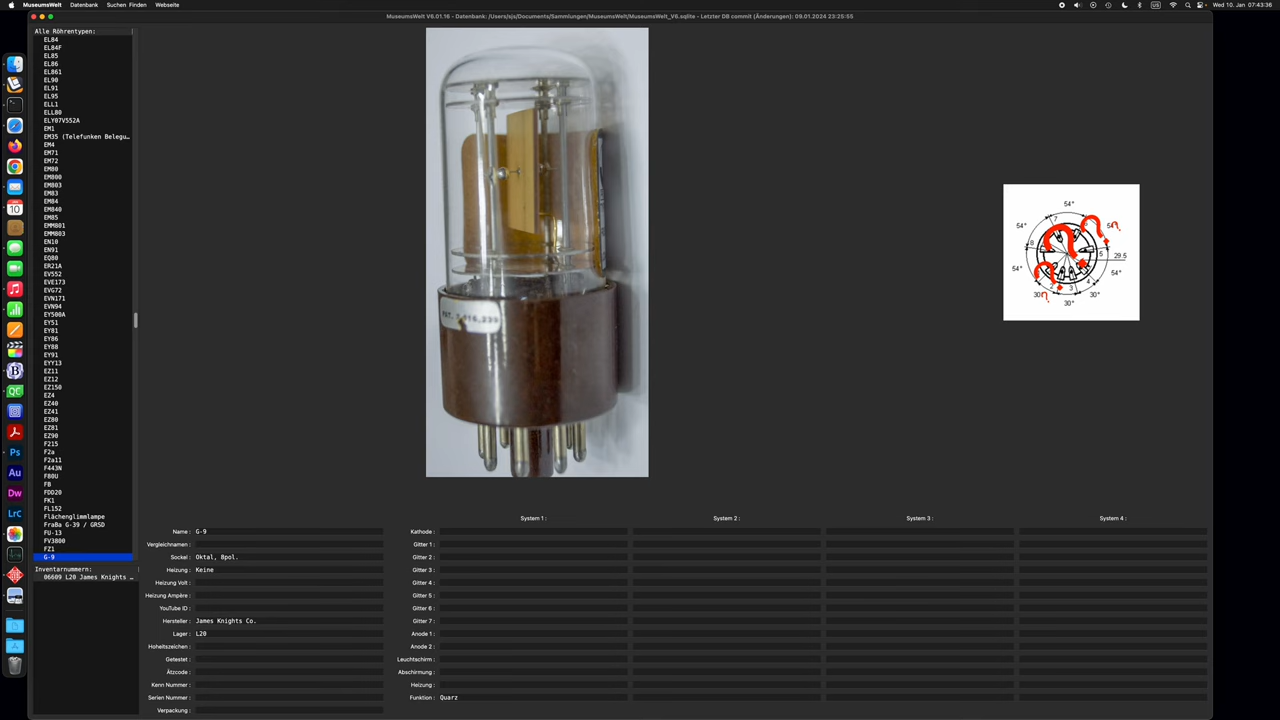 MuseumsWelt Datenbank Suchen Finden Webseite
US
Wed 10. Jan 07:43:36
MuseumsWelt V6.01.16 - Datenbank: /Users/sjs/Documents/Sammlungen/MuseumsWelt/MuseumsWelt_V6.sqlite - Letzter DB commit (Änderungen): 09.01.2024 23:25:55
Alle Röhrentypen:
EL84
EL84F
EL85
EL86
EL861
EL90
EL91
EL95
ELL1
ELL80
ELY07V552A
EM1
EM35 (Telefunken Belegu…
EM4
EM71
EM72
EM80
EM800
EM803
EM83
EM84
EM840
EM85
EMM801
EMM803
EN10
EN91
EQ80
ER21A
EV552
EVE173
EVG72
EVN171
EVN94
EY500A
EY51
EY81
EY86
EY88
EY91
EYY13
EZ11
EZ12
EZ150
EZ4
EZ40
EZ41
EZ80
EZ81
EZ90
F215
F2a
F2a11
F443N
F80U
FB
FDD20
FK1
FL152
Flächenglimmlampe
FraBa G-39 / GRSD
FU-13
FV3800
FZ1
G-9
Inventarnummern:
06609 L20 James Knights …
10
QC
Ps
Au
Dw
LrC
54°
54°
54°
7
8
5
29.5
54°
54°
4
3
30°
30°
30°
?
?
?
?
?
System 1 :
System 2 :
System 3 :
System 4 :
Name : G-9
Vergleichnamen :
Sockel : Oktal, 8pol.
Heizung : Keine
Heizung Volt :
Heizung Ampère :
YouTube ID :
Hersteller : James Knights Co.
Lager : L20
Hoheitszeichen :
Getestet :
Ätzcode :
Kenn Nummer :
Serien Nummer :
Verpackung :
Kathode :
Gitter 1 :
Gitter 2 :
Gitter 3 :
Gitter 4 :
Gitter 5 :
Gitter 6 :
Gitter 7 :
Anode 1 :
Anode 2 :
Leuchtschirm :
Abschirmung :
Heizung :
Funktion : Quarz